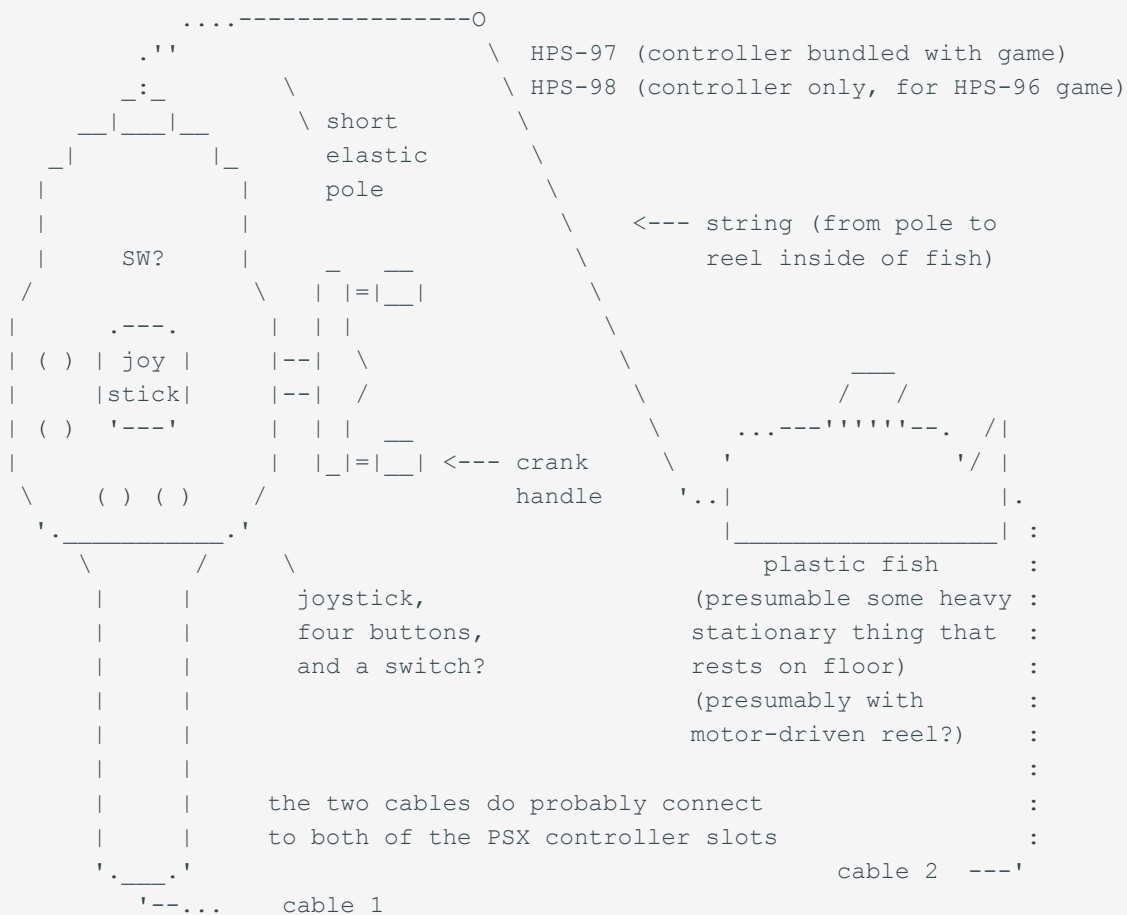 HPS-97 (controller bundled with game)
HPS-98 (controller only, for HPS-96 game)
short
elastic
pole
<--- string (from pole to
reel inside of fish)
SW?
( ) joy
stick
( )
<--- crank
handle
( ) ( )
plastic fish
(presumable some heavy
stationary thing that
rests on floor)
(presumably with
motor-driven reel?)
joystick,
four buttons,
and a switch?
the two cables do probably connect
to both of the PSX controller slots
cable 2 ---'
'--... cable 1